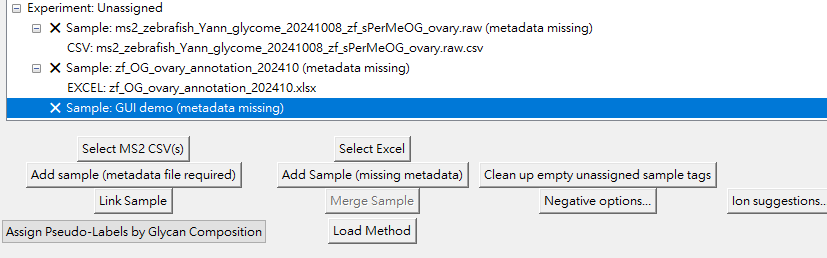 Experiment: Unassigned
Sample: ms2_zebrafish_Yann_glycome_20241008_zf_sPerMeOG_ovary.raw (metadata missing)
CSV: ms2_zebrafish_Yann_glycome_20241008_zf_sPerMeOG_ovary.raw.csv
Sample: zf_OG_ovary_annotation_202410 (metadata missing)
EXCEL: zf_OG_ovary_annotation_202410.xlsx
Sample: GUI demo (metadata missing)
Select MS2 CSV(s) Select Excel
Add sample (metadata file required) Add Sample (missing metadata) Clean up empty unassigned sample tags
Link Sample Merge Sample Negative options... Ion suggestions...
Assign Pseudo-Labels by Glycan Composition Load Method